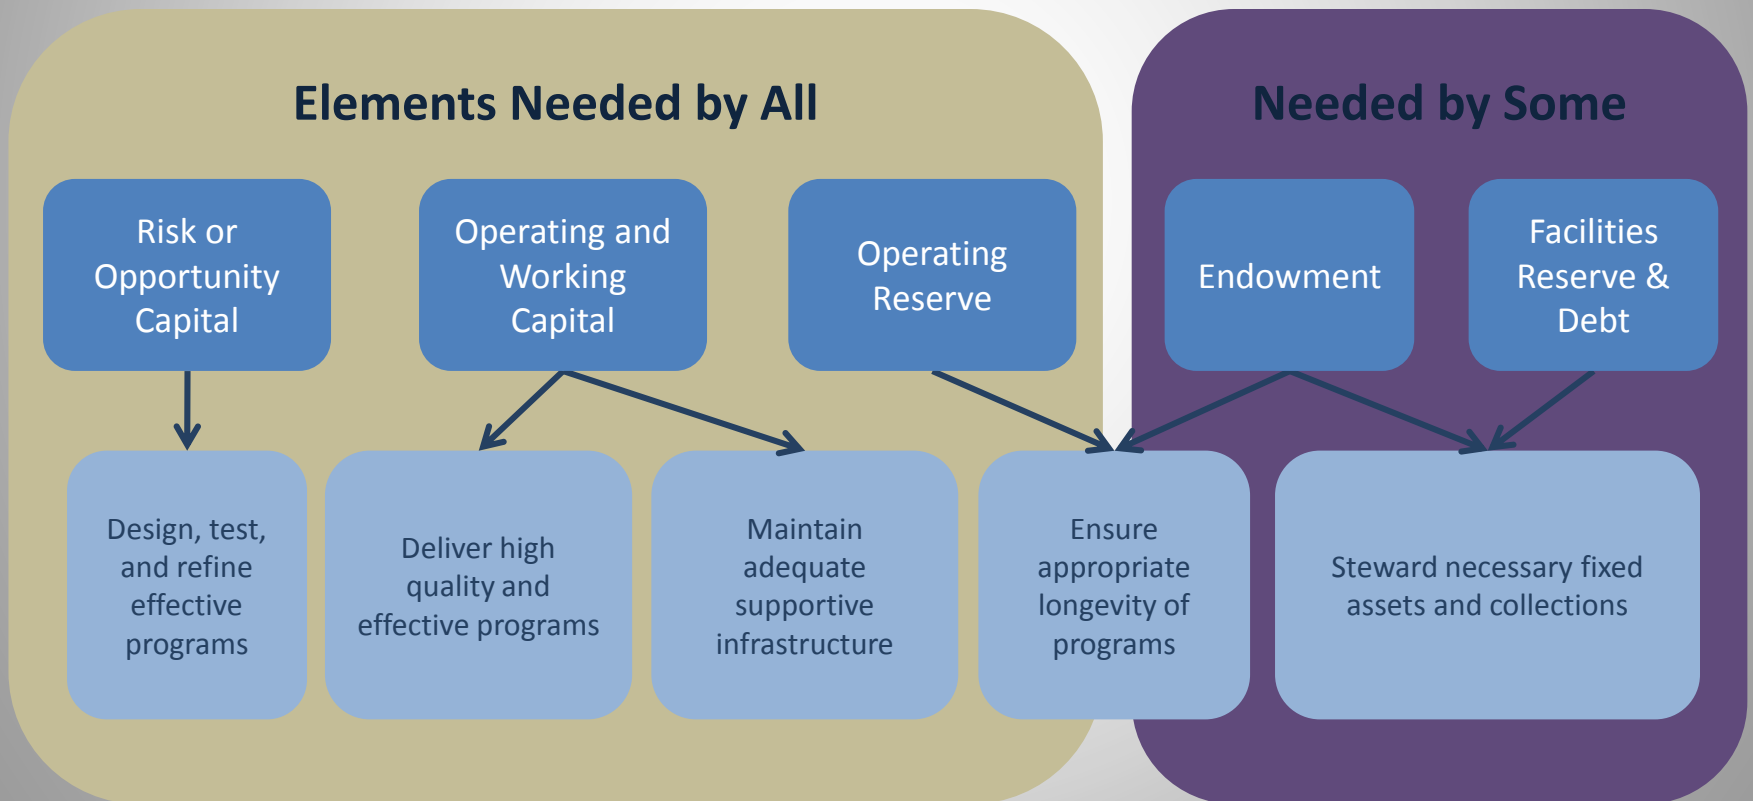 Elements Needed by All
Needed by Some
Risk or
Opportunity
Capital
Operating and
Working
Capital
Operating
Reserve
Endowment
Facilities
Reserve &
Debt
Design, test,
and refine
effective
programs
Deliver high
quality and
effective programs
Maintain
adequate
supportive
infrastructure
Ensure
appropriate
longevity of
programs
Steward necessary fixed
assets and collections